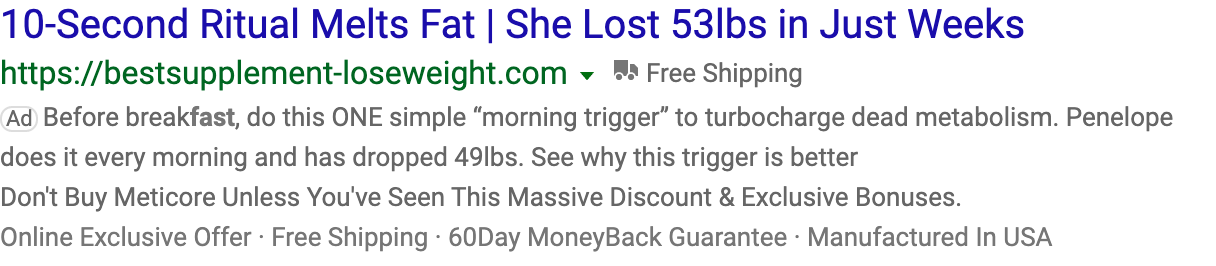 10-Second Ritual Melts Fat | She Lost 53lbs in Just Weeks
https://bestsupplement-loseweight.com Free Shipping
Ad Before breakfast, do this ONE simple “morning trigger” to turbocharge dead metabolism. Penelope
does it every morning and has dropped 49lbs. See why this trigger is better
Don't Buy Meticore Unless You've Seen This Massive Discount & Exclusive Bonuses.
Online Exclusive Offer · Free Shipping · 60Day MoneyBack Guarantee · Manufactured In USA